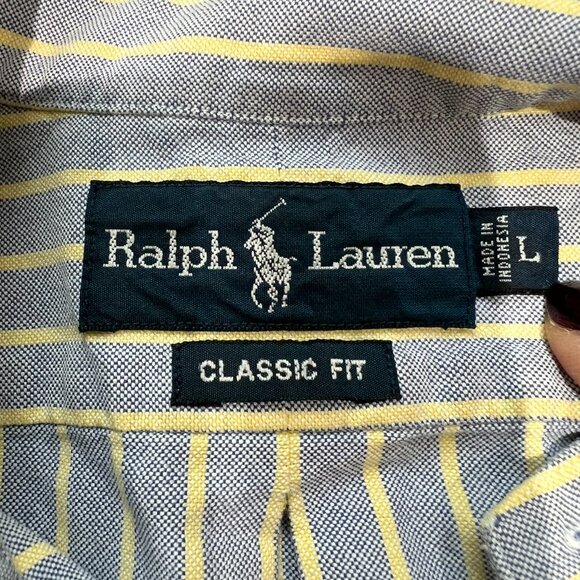 Ralph Lauren
MADE IN
INDONESIA
L
CLASSIC FIT